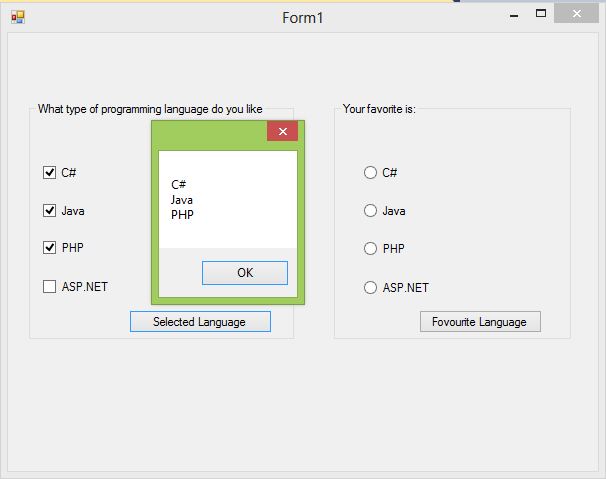 Form1
What type of programming language do you like
C#
Java
PHP
ASP.NET
Selected Language
C#
Java
PHP
OK
Your favorite is:
C#
Java
PHP
ASP.NET
Fovourite Language